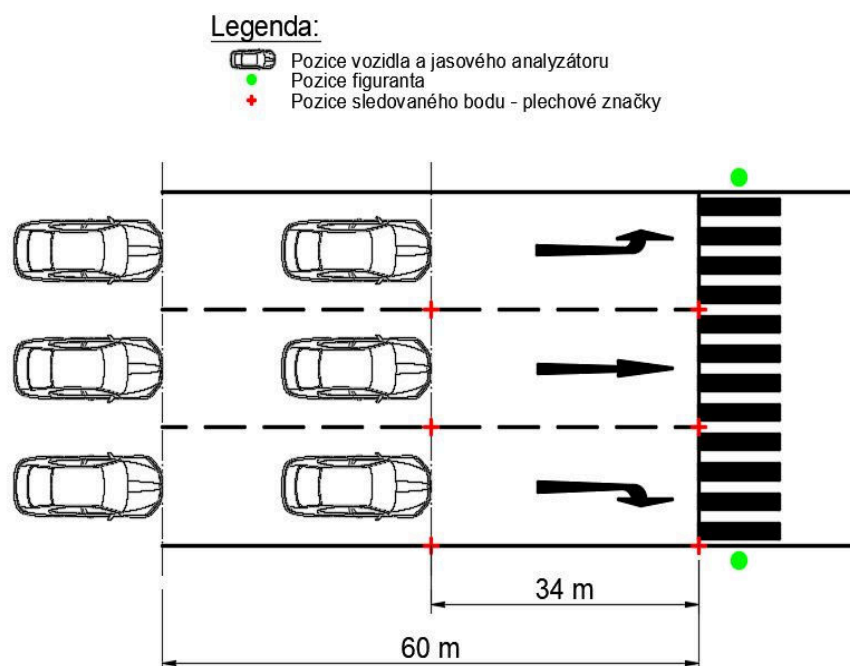 Legenda:
Pozice vozidla a jasového analyzátoru
Pozice figuranta
Pozice sledovaného bodu - plechové značky
34 m
60 m